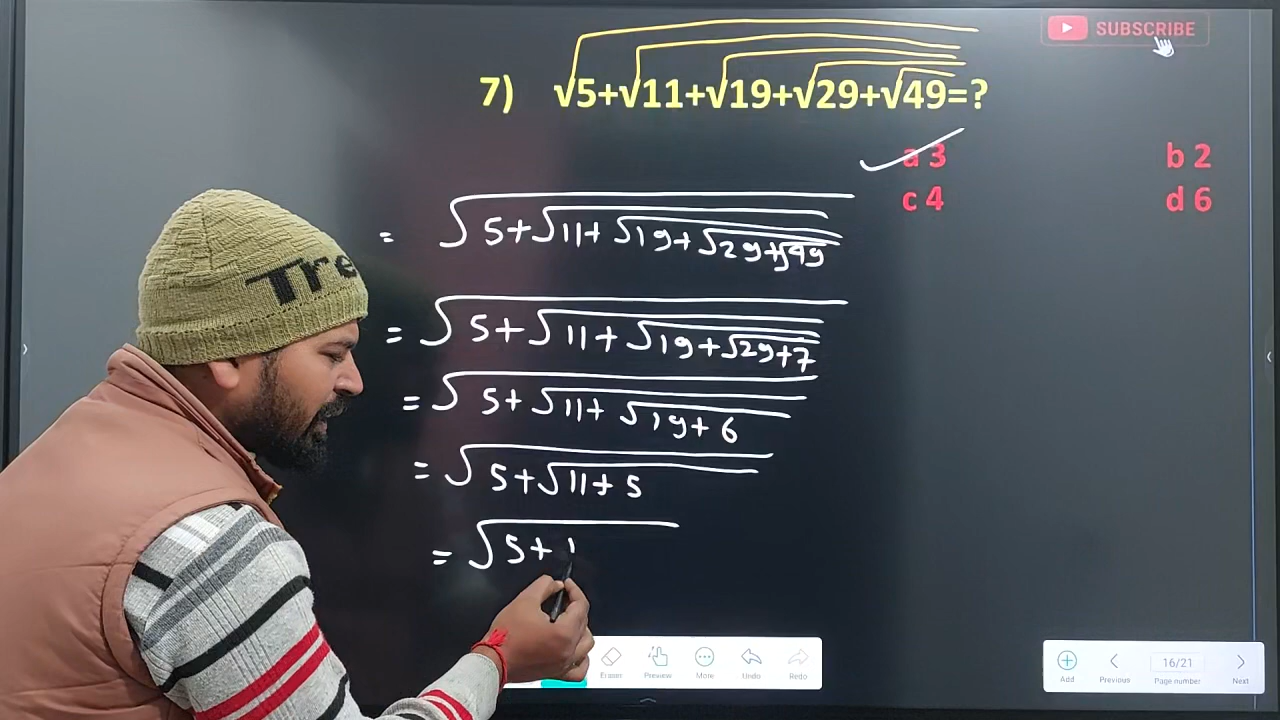 SUBSCRIBE
7) √5+√11+√19+√29+√49=?
a 3 b 2
c 4 d 6
= √5+√11+√19+√29+√49
= √5+√11+√19+√29+7
= √5+√11+√19+6
= √5+√11+5
= √5+
Tre
Eraser Preview More Undo Redo
Add Previous 16/21 Page number Next